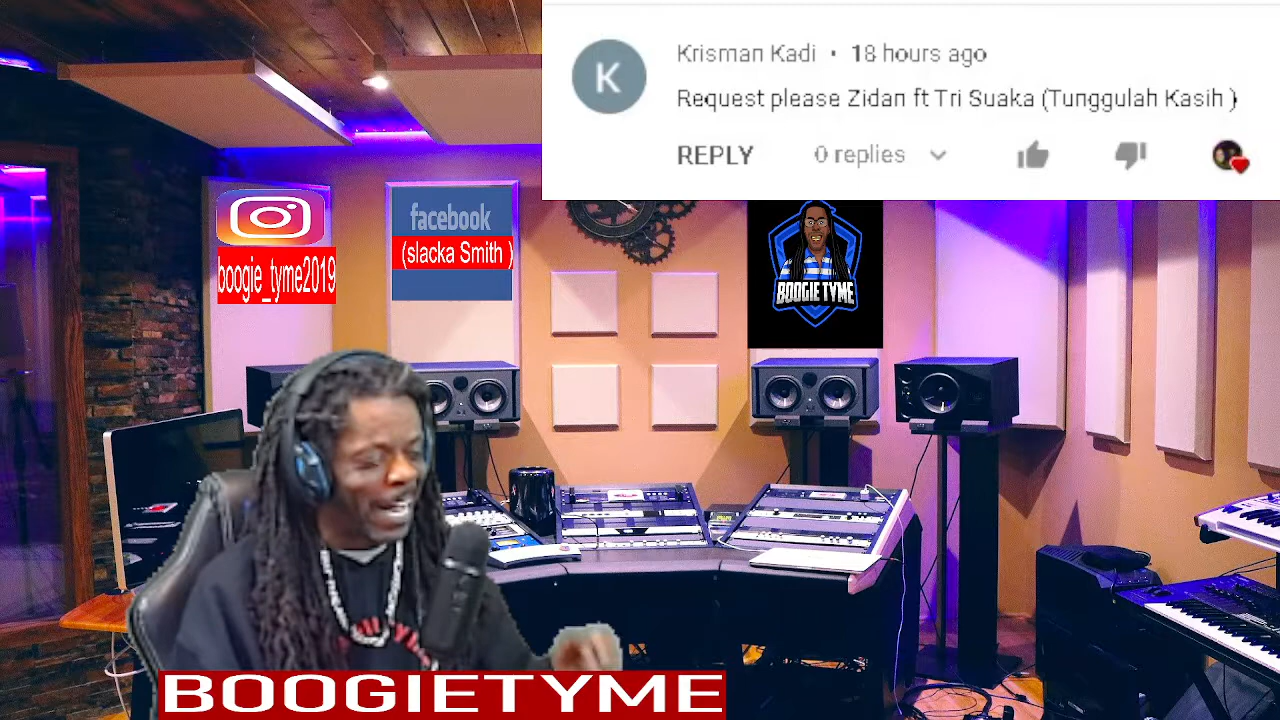 K
Krisman Kadi • 18 hours ago
Request please Zidan ft Tri Suaka (Tunggulah Kasih )
REPLY 0 replies
boogie_tyme2019
facebook
(slacka Smith )
BOOGIE TYME
BOOGIETYME